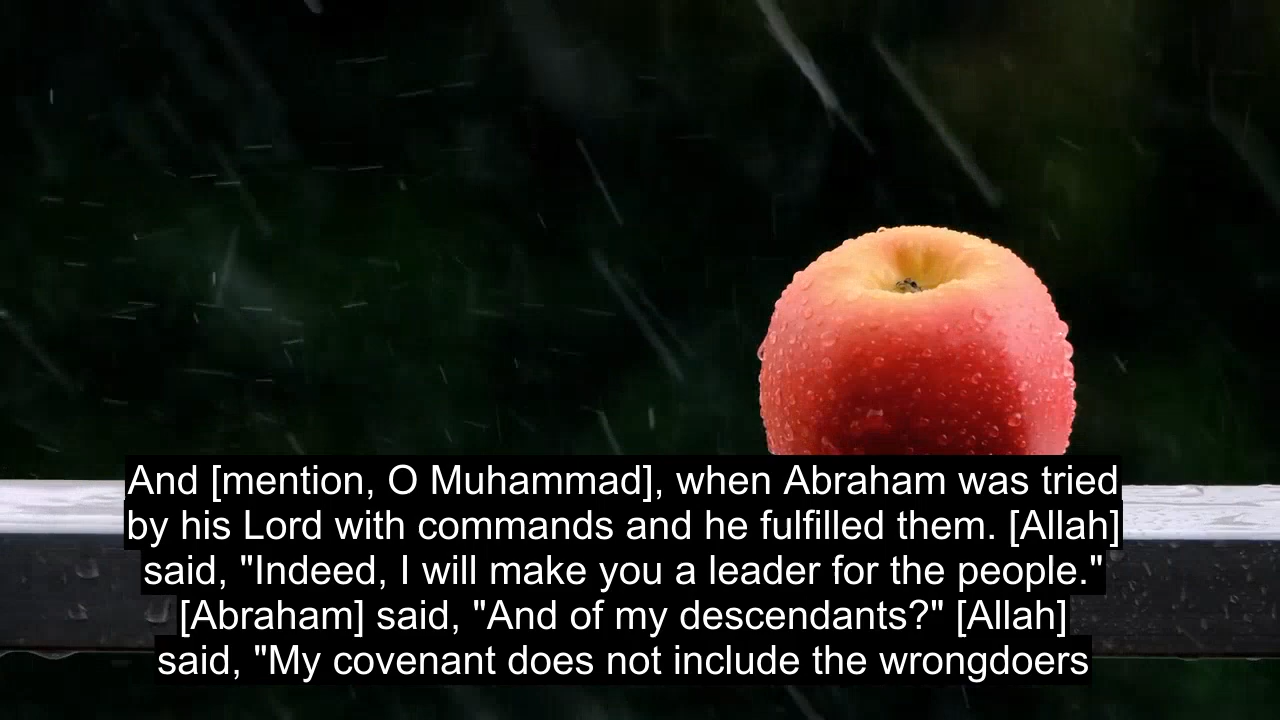 And [mention, O Muhammad], when Abraham was tried
by his Lord with commands and he fulfilled them. [Allah]
said, "Indeed, I will make you a leader for the people."
[Abraham] said, "And of my descendants?" [Allah]
said, "My covenant does not include the wrongdoers